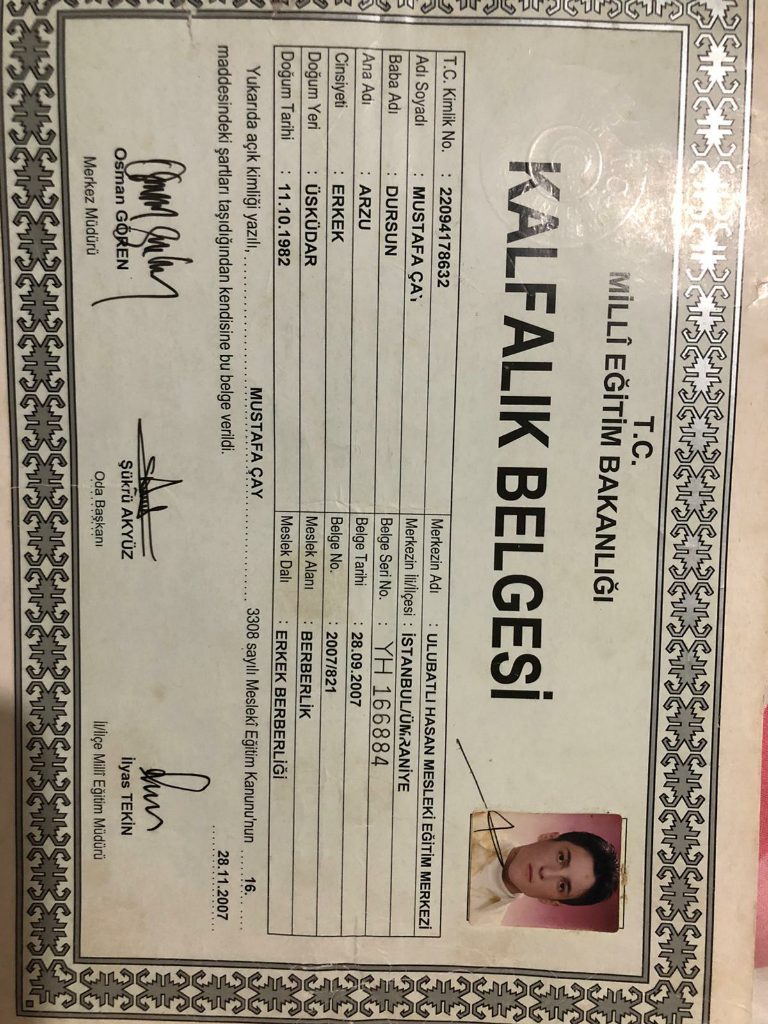 T.C.
MİLLÎ EĞİTİM BAKANLIĞI
KALFALIK BELGESİ
T.C. Kimlik No. : 22094178632
Adı Soyadı : MUSTAFA ÇAY
Baba Adı : DURSUN
Ana Adı : ARZU
Cinsiyeti : ERKEK
Doğum Yeri : ÜSKÜDAR
Doğum Tarihi : 11.10.1982
Merkezin Adı : ULUBATLI HASAN MESLEKİ EĞİTİM MERKEZİ
Merkezin İli/İlçesi : İSTANBUL/ÜMRANİYE
Belge Seri No. : YH 166884
Belge Tarihi : 28.09.2007
Belge No. : 2007/821
Meslek Alanı : BERBERLİK
Meslek Dalı : ERKEK BERBERLİĞİ
Yukarıda açık kimliği yazılı, MUSTAFA ÇAY 3308 sayılı Meslekî Eğitim Kanunu'nun 16.
maddesindeki şartları taşıdığından kendisine bu belge verildi.
28.11.2007
Osman GÖREN
Merkez Müdürü
Şükrü AKYÜZ
Oda Başkanı
İlyas TEKİN
İl/İlçe Millî Eğitim Müdürü